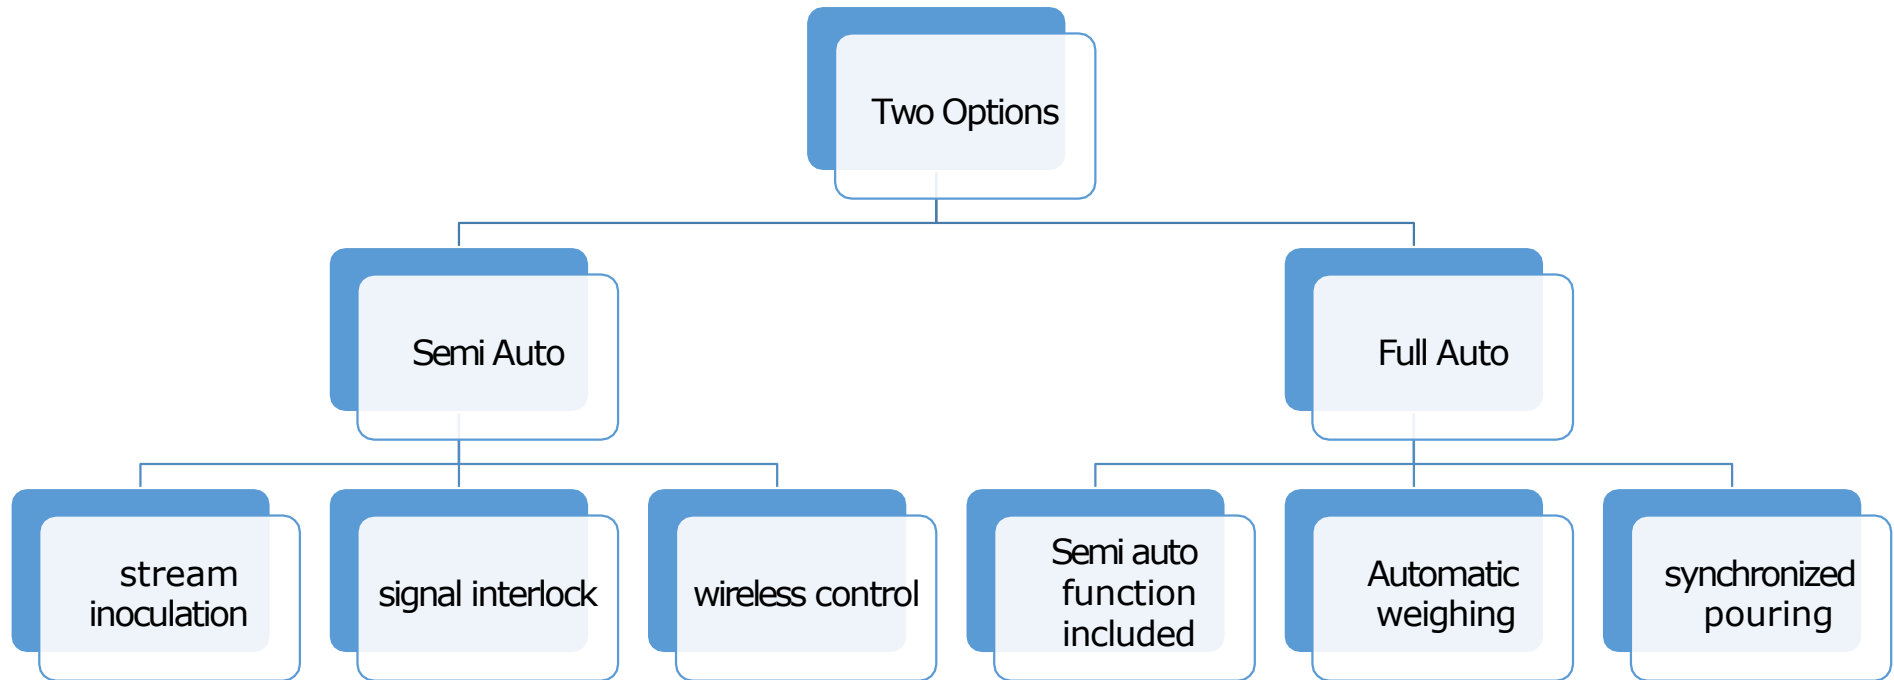 Two Options
Semi Auto
Full Auto
stream
inoculation
signal interlock
wireless control
Semi auto
function
included
Automatic
weighing
synchronized
pouring